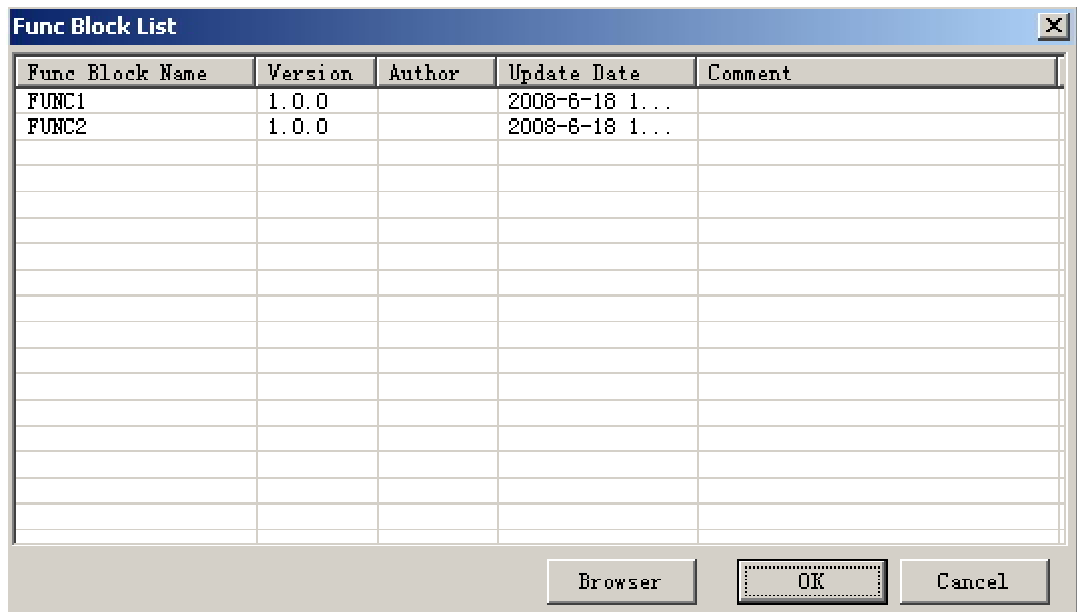 Func Block List
Func Block Name Version Author Update Date Comment
FUNC1 1.0.0 2008-6-18 1...
FUNC2 1.0.0 2008-6-18 1...
Browser OK Cancel